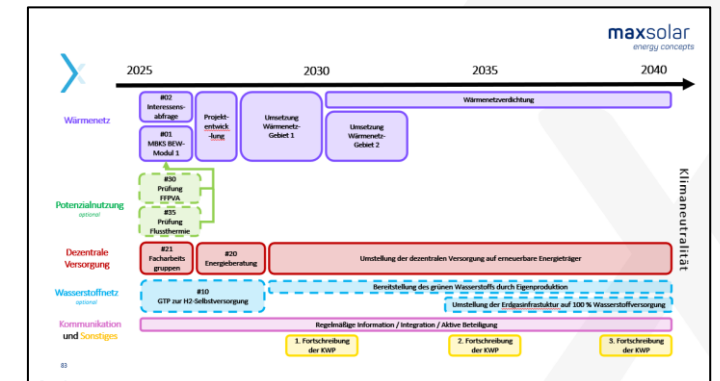 maxsolar
energy concepts
2025
2030
2035
2040
Wärmenetz
#02
Interessens-
abfrage
#01
MBKS BEW-
Modul 1
Projekt-
entwick
-lung
Umsetzung
Wärmenetz-
Gebiet 1
Wärmenetzverdichtung
Umsetzung
Wärmenetz-
Gebiet 2
Potenzialnutzung
optional
#30
Prüfung
FFPVA
#35
Prüfung
Flussthermie
Dezentrale
Versorgung
#21
Facharbeits
gruppen
#20
Energieberatung
Umstellung der dezentralen Versorgung auf erneuerbare Energieträger
Wasserstoffnetz
optional
#10
GTP zur H2-Selbstversorgung
Bereitstellung des grünen Wasserstoffs durch Eigenproduktion
Umstellung der Erdgasinfrastuktur auf 100 % Wasserstoffversorgung
Kommunikation
und Sonstiges
Regelmäßige Information / Integration / Aktive Beteiligung
1. Fortschreibung
der KWP
2. Fortschreibung
der KWP
3. Fortschreibung
der KWP
Klimaneutralität
83